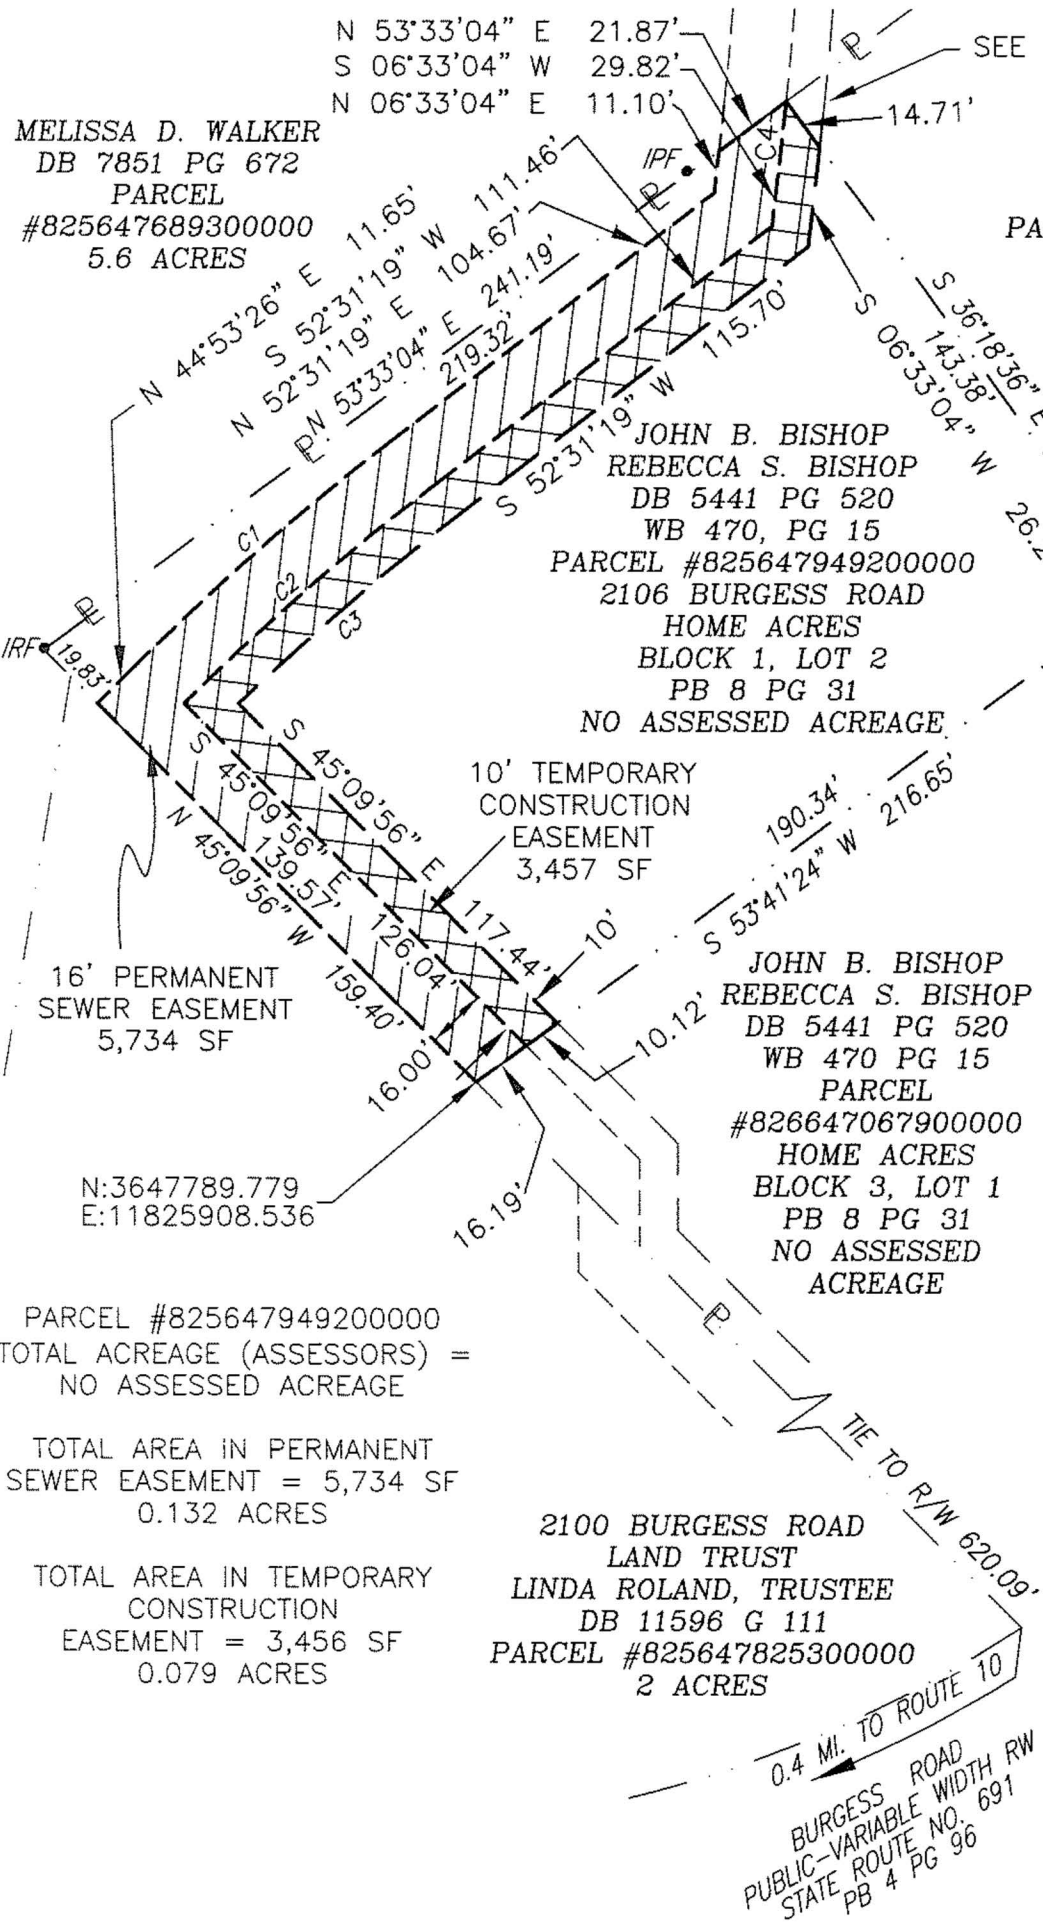 N 53°33'04" E 21.87'
S 06°33'04" W 29.82'
N 06°33'04" E 11.10'
SEE
14.71'
C4
IPF
MELISSA D. WALKER
DB 7851 PG 672
PARCEL
#825647689300000
5.6 ACRES
PA
N 44°53'26" E 11.65'
S 52°31'19" W 111.46'
N 52°31'19" E 104.67'
N 53°33'04" E 241.19'
219.32'
115.70'
S 52°31'19" W
S 36°18'36" E
143.38'
S 06°33'04" W 26.2
JOHN B. BISHOP
REBECCA S. BISHOP
DB 5441 PG 520
WB 470, PG 15
PARCEL #825647949200000
2106 BURGESS ROAD
HOME ACRES
BLOCK 1, LOT 2
PB 8 PG 31
NO ASSESSED ACREAGE
C1
C2
C3
IRF
19.83'
S 45°09'56" E
117.44'
S 45°09'56" E
126.04'
139.57'
N 45°09'56" W
159.40'
10' TEMPORARY
CONSTRUCTION
EASEMENT
3,457 SF
190.34'
S 53°41'24" W 216.65'
10'
10.12'
16' PERMANENT
SEWER EASEMENT
5,734 SF
16.00'
16.19'
JOHN B. BISHOP
REBECCA S. BISHOP
DB 5441 PG 520
WB 470 PG 15
PARCEL
#826647067900000
HOME ACRES
BLOCK 3, LOT 1
PB 8 PG 31
NO ASSESSED
ACREAGE
N:3647789.779
E:11825908.536
PARCEL #825647949200000
TOTAL ACREAGE (ASSESSORS) =
NO ASSESSED ACREAGE
TOTAL AREA IN PERMANENT
SEWER EASEMENT = 5,734 SF
0.132 ACRES
TOTAL AREA IN TEMPORARY
CONSTRUCTION
EASEMENT = 3,456 SF
0.079 ACRES
TIE TO R/W 620.09'
2100 BURGESS ROAD
LAND TRUST
LINDA ROLAND, TRUSTEE
DB 11596 G 111
PARCEL #825647825300000
2 ACRES
0.4 MI. TO ROUTE 10
BURGESS ROAD
PUBLIC-VARIABLE WIDTH RW
STATE ROUTE NO. 691
PB 4 PG 96